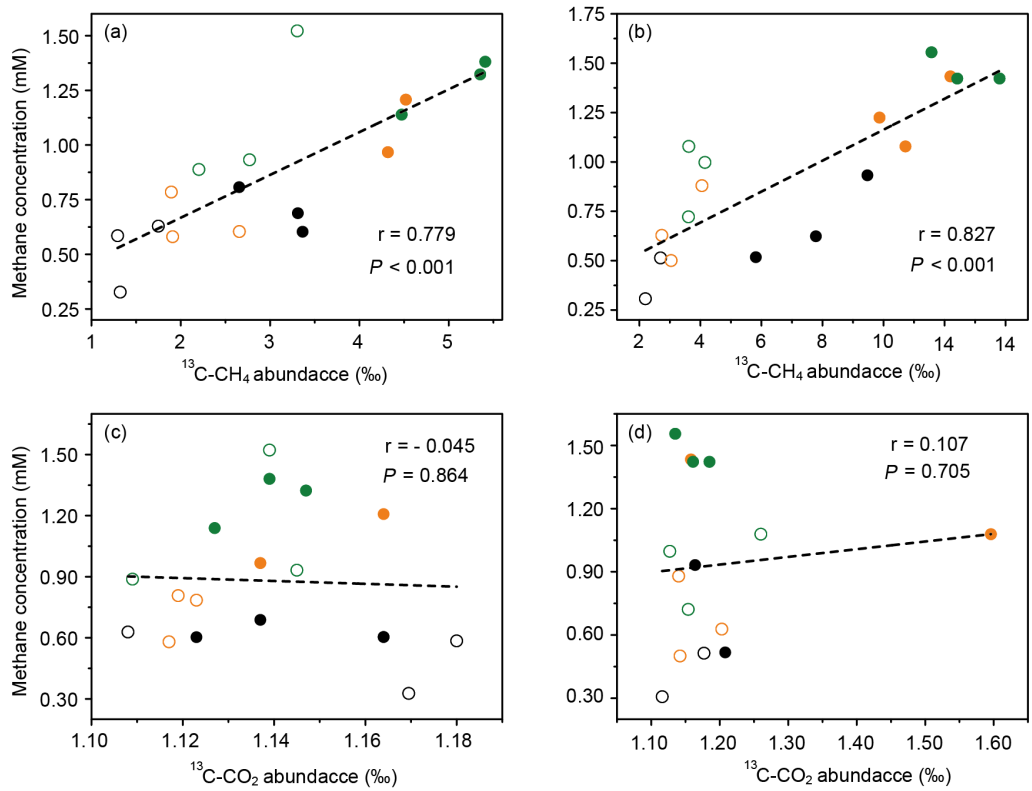 (a)
Methane concentration (mM)
1.50
1.25
1.00
0.75
0.50
0.25
r = 0.779
P < 0.001
1 2 3 4 5
¹³C-CH₄ abundacce (‰)
(b)
1.75
1.50
1.25
1.00
0.75
0.50
0.25
r = 0.827
P < 0.001
2 4 6 8 10 14 14
¹³C-CH₄ abundacce (‰)
(c)
Methane concentration (mM)
1.50
1.20
0.90
0.60
0.30
r = - 0.045
P = 0.864
1.10 1.12 1.14 1.16 1.18
¹³C-CO₂ abundacce (‰)
(d)
1.50
1.20
0.90
0.60
0.30
r = 0.107
P = 0.705
1.10 1.20 1.30 1.40 1.50 1.60
¹³C-CO₂ abundacce (‰)